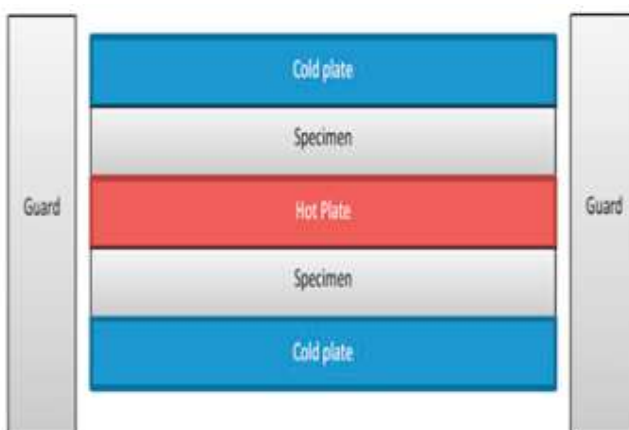 Cold plate
Specimen
Guard
Hot Plate
Guard
Specimen
Cold plate